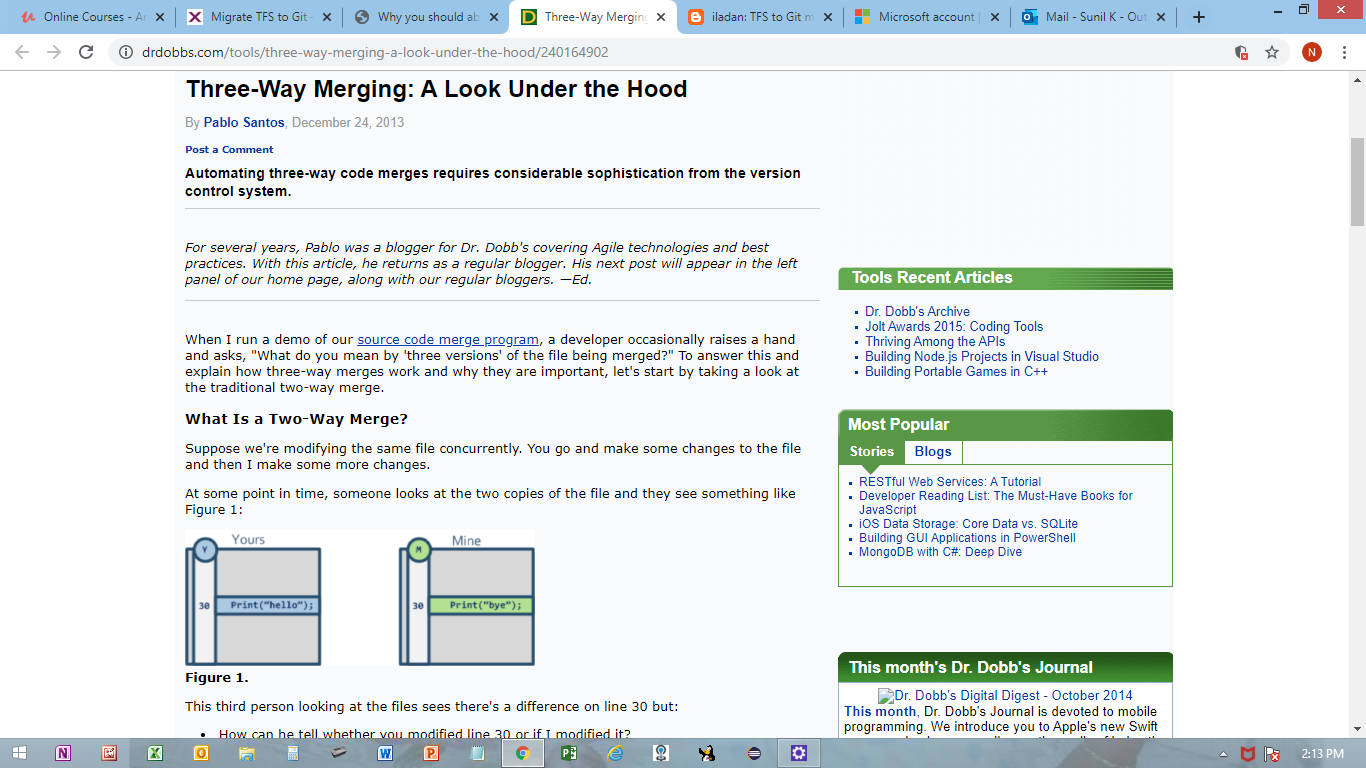 Online Courses - Ar
Migrate TFS to Git -
Why you should ab
Three-Way Merging
iladan: TFS to Git m
Microsoft account |
Mail - Sunil K - Out
drdobbs.com/tools/three-way-merging-a-look-under-the-hood/240164902
N
Three-Way Merging: A Look Under the Hood
By Pablo Santos, December 24, 2013
Post a Comment
Automating three-way code merges requires considerable sophistication from the version
control system.
For several years, Pablo was a blogger for Dr. Dobb's covering Agile technologies and best
practices. With this article, he returns as a regular blogger. His next post will appear in the left
panel of our home page, along with our regular bloggers. —Ed.
When I run a demo of our source code merge program, a developer occasionally raises a hand
and asks, "What do you mean by 'three versions' of the file being merged?" To answer this and
explain how three-way merges work and why they are important, let's start by taking a look at
the traditional two-way merge.
What Is a Two-Way Merge?
Suppose we're modifying the same file concurrently. You go and make some changes to the file
and then I make some more changes.
At some point in time, someone looks at the two copies of the file and they see something like
Figure 1:
Y Yours
30 Print("hello");
M Mine
30 Print("bye");
Figure 1.
This third person looking at the files sees there's a difference on line 30 but:
• How can he tell whether you modified line 30 or if I modified it?
Tools Recent Articles
Dr. Dobb's Archive
Jolt Awards 2015: Coding Tools
Thriving Among the APIs
Building Node.js Projects in Visual Studio
Building Portable Games in C++
Most Popular
Stories Blogs
RESTful Web Services: A Tutorial
Developer Reading List: The Must-Have Books for
JavaScript
iOS Data Storage: Core Data vs. SQLite
Building GUI Applications in PowerShell
MongoDB with C#: Deep Dive
This month's Dr. Dobb's Journal
Dr. Dobb's Digital Digest - October 2014
This month, Dr. Dobb's Journal is devoted to mobile
programming. We introduce you to Apple's new Swift
2:13 PM